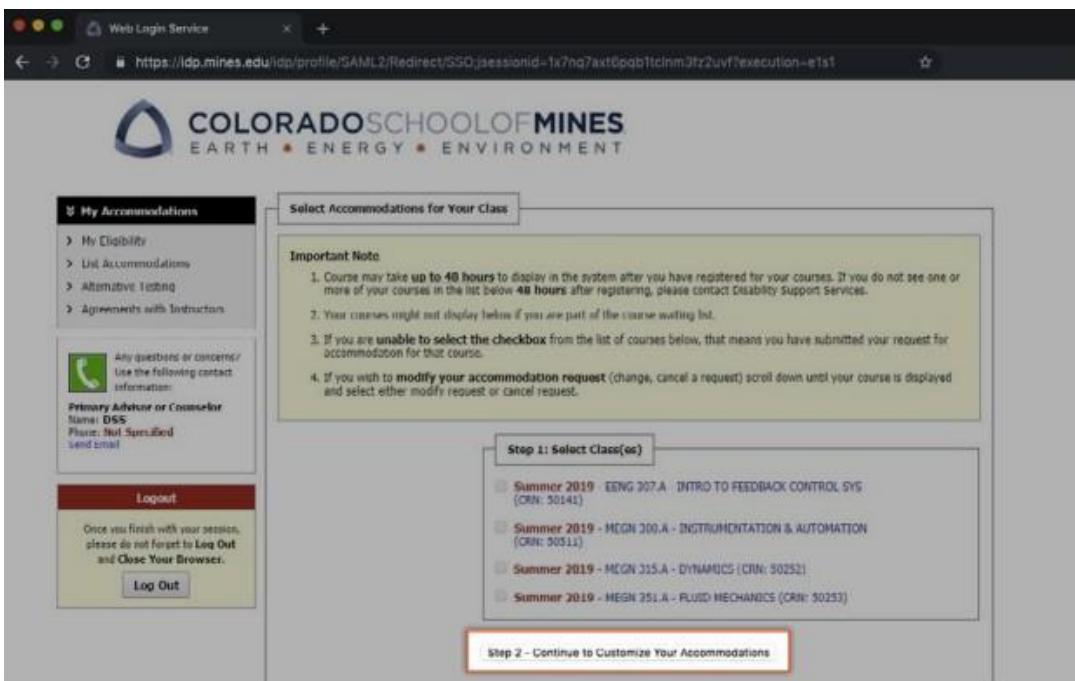 Web Login Service
https://idp.mines.edu/idp/profile/SAML2/Redirect/SSO;jsessionid=
COLORADOSCHOOLOFMINES
EARTH • ENERGY • ENVIRONMENT
My Accommodations
My Eligibility
List Accommodations
Alternative Testing
Agreements with Instructors
Any questions or concerns?
Use the following contact
information:
Primary Advisor or Counselor
Name: DSS
Phone: Not Specified
Send Email
Logout
Once you finish with your session,
please do not forget to Log Out
and Close Your Browser.
Log Out
Select Accommodations for Your Class
Important Note
1. Course may take up to 48 hours to display in the system after you have registered for your courses. If you do not see one or
more of your courses in the list below 48 hours after registering, please contact Disability Support Services.
2. Your courses might not display below if you are part of the course waiting list.
3. If you are unable to select the checkbox from the list of courses below, that means you have submitted your request for
accommodation for that course.
4. If you wish to modify your accommodation request (change, cancel a request) scroll down until your course is displayed
and select either modify request or cancel request.
Step 1: Select Class(es)
Summer 2019 - EENG 307.A - INTRO TO FEEDBACK CONTROL SYS
(CRN: 50141)
Summer 2019 - MEGN 300.A - INSTRUMENTATION & AUTOMATION
(CRN: 50511)
Summer 2019 - MEGN 315.A - DYNAMICS (CRN: 50252)
Summer 2019 - MEGN 351.A - FLUID MECHANICS (CRN: 50253)
Step 2 - Continue to Customize Your Accommodations